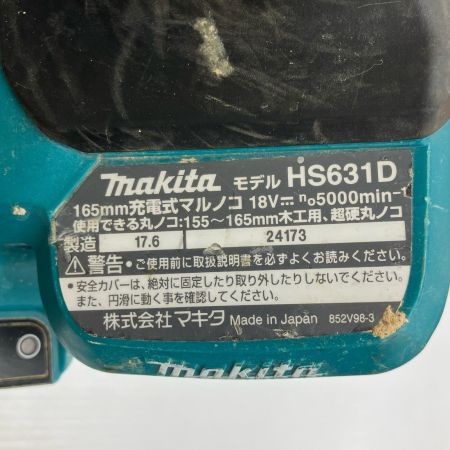 makita モデル HS631D
165mm充電式マルノコ 18V⎓ n₀5000min⁻¹
使用できる丸ノコ:155～165mm木工用、超硬丸ノコ
製造 17.6 24173
⚠警告・ご使用前に取扱説明書を必ずよくお読みください。
・安全カバーは、絶対に固定したり取り外したりしないでください。
また、円滑に動く事を確認してください。
株式会社マキタ Made in Japan 852V98-3
makita